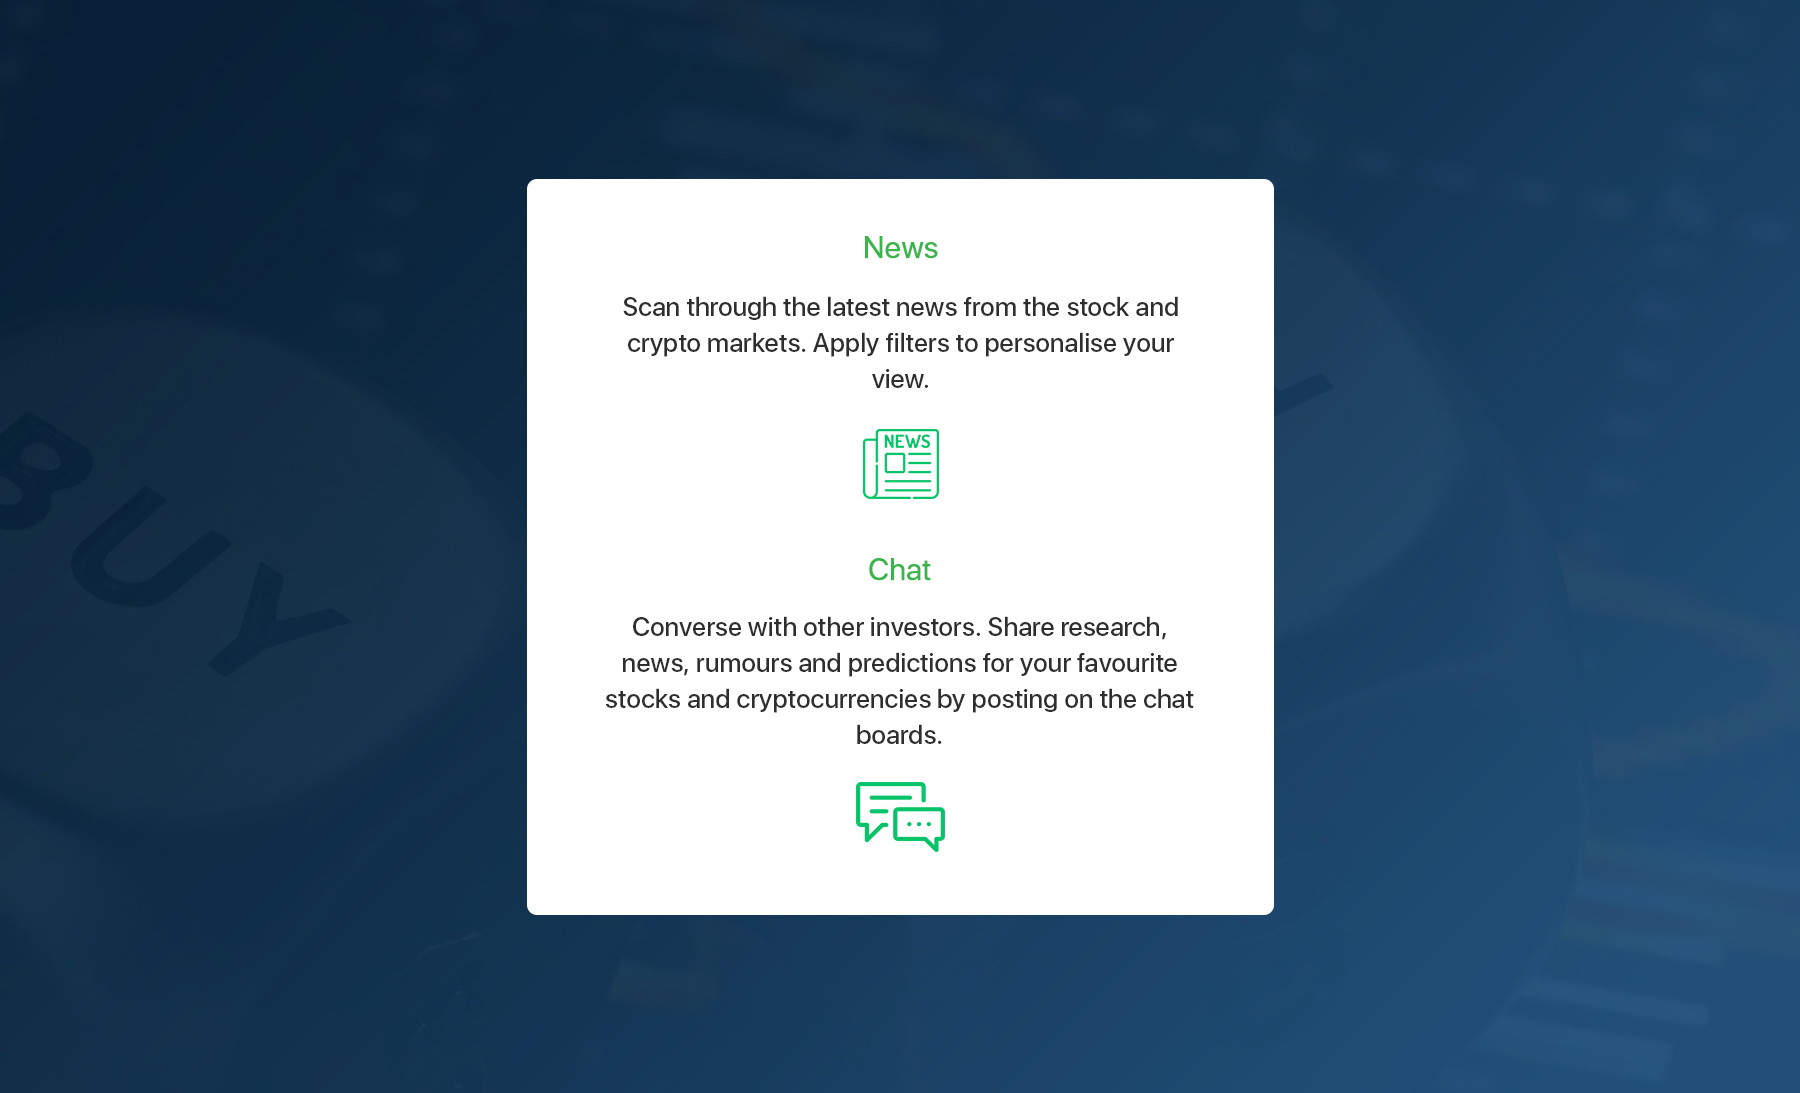 News
Scan through the latest news from the stock and
crypto markets. Apply filters to personalise your
view.
NEWS
Chat
Converse with other investors. Share research,
news, rumours and predictions for your favourite
stocks and cryptocurrencies by posting on the chat
boards.
BUY